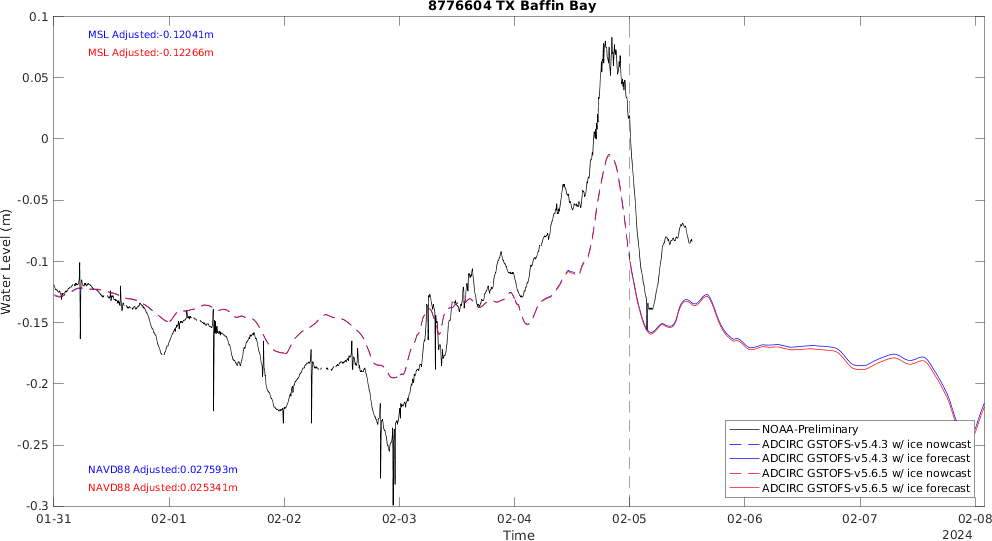 8776604 TX Baffin Bay
MSL Adjusted:-0.12041m
MSL Adjusted:-0.12266m
0.1
0.05
0
-0.05
-0.1
-0.15
-0.2
-0.25
-0.3
Water Level (m)
NAVD88 Adjusted:0.027593m
NAVD88 Adjusted:0.025341m
NOAA-Preliminary
ADCIRC GSTOFS-v5.4.3 w/ ice nowcast
ADCIRC GSTOFS-v5.4.3 w/ ice forecast
ADCIRC GSTOFS-v5.6.5 w/ ice nowcast
ADCIRC GSTOFS-v5.6.5 w/ ice forecast
01-31 02-01 02-02 02-03 02-04 02-05 02-06 02-07 02-08
Time
2024